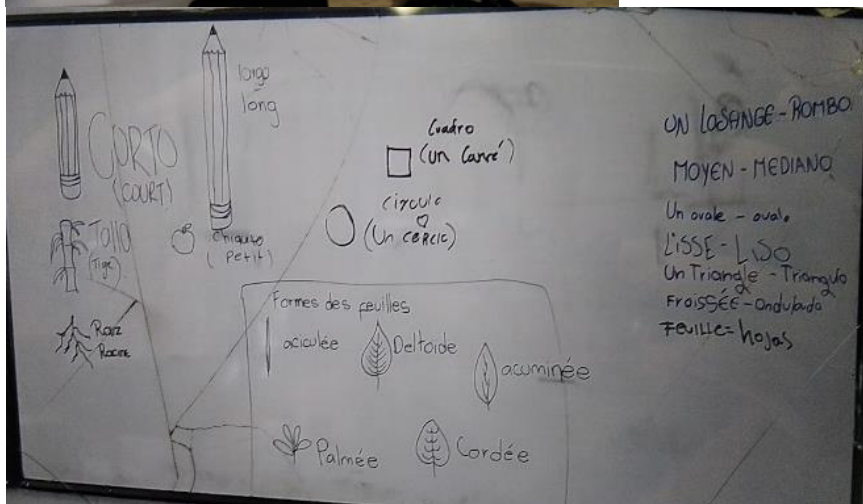 CORTO
(COURT)
largo
long
Tallo
(Tige)
chiquito
(petit)
Raiz
Racine
Cuadro
(Un Carré)
circulo
(Un cercle)
Formes des feuilles
aciculée
Deltoide
acuminée
Palmée
Cordée
UN LOSANGE - ROMBO
MOYEN - MEDIANO
Un ovale - ovalo
LISSE - LISO
Un Triangle - Triangulo
FROISSÉE - ondulada
FEUILLE = hojas